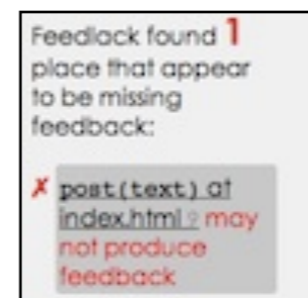 Feedlack found 1
place that appear
to be missing
feedback:
✗ post(text) at
index.html:9 may
not produce
feedback